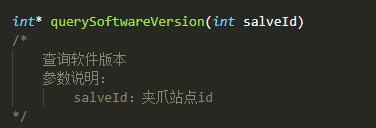 int* querySoftwareVersion(int salveId)
/*
查询软件版本
参数说明:
salveId: 夹爪站点id
*/